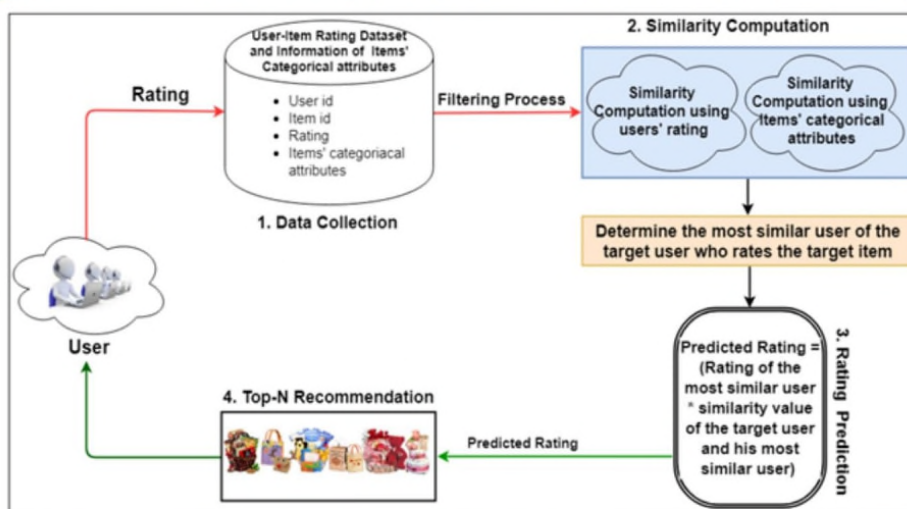 2. Similarity Computation
User-Item Rating Dataset
and Information of Items'
Categorical attributes
Rating
• User id
• Item id
• Rating
• Items' categoriacal
attributes
Filtering Process
Similarity
Computation using
users' rating
Similarity
Computation using
Items' categorical
attributes
1. Data Collection
Determine the most similar user of the
target user who rates the target item
User
3. Rating Prediction
Predicted Rating =
(Rating of the
most similar user
* similarity value
of the target user
and his most
similar user)
4. Top-N Recommendation
Predicted Rating